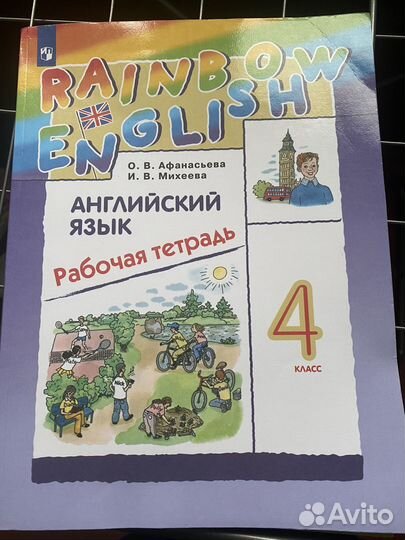 RAINBOW
ENGLISH
О. В. Афанасьева
И. В. Михеева
АНГЛИЙСКИЙ
ЯЗЫК
Рабочая тетрадь
4
КЛАСС
Avito